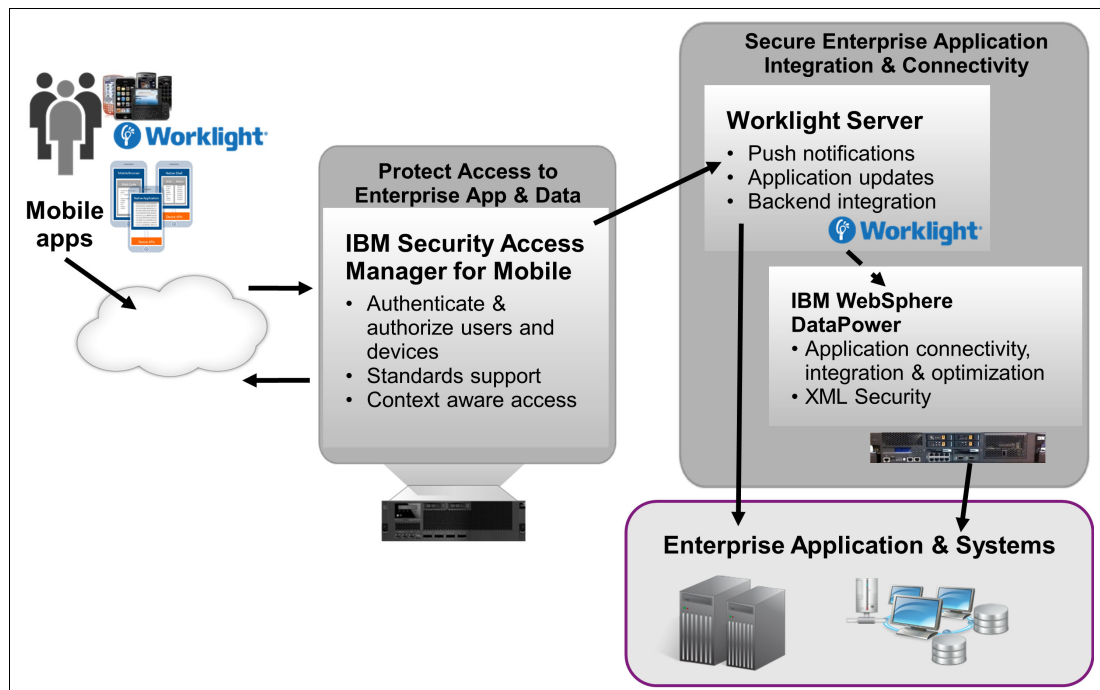 Worklight
Mobile
apps
Protect Access to
Enterprise App & Data
IBM Security Access
Manager for Mobile
• Authenticate &
authorize users and
devices
• Standards support
• Context aware access
Secure Enterprise Application
Integration & Connectivity
Worklight Server
• Push notifications
• Application updates
• Backend integration
Worklight
IBM WebSphere
DataPower
• Application connectivity,
integration & optimization
• XML Security
Enterprise Application & Systems